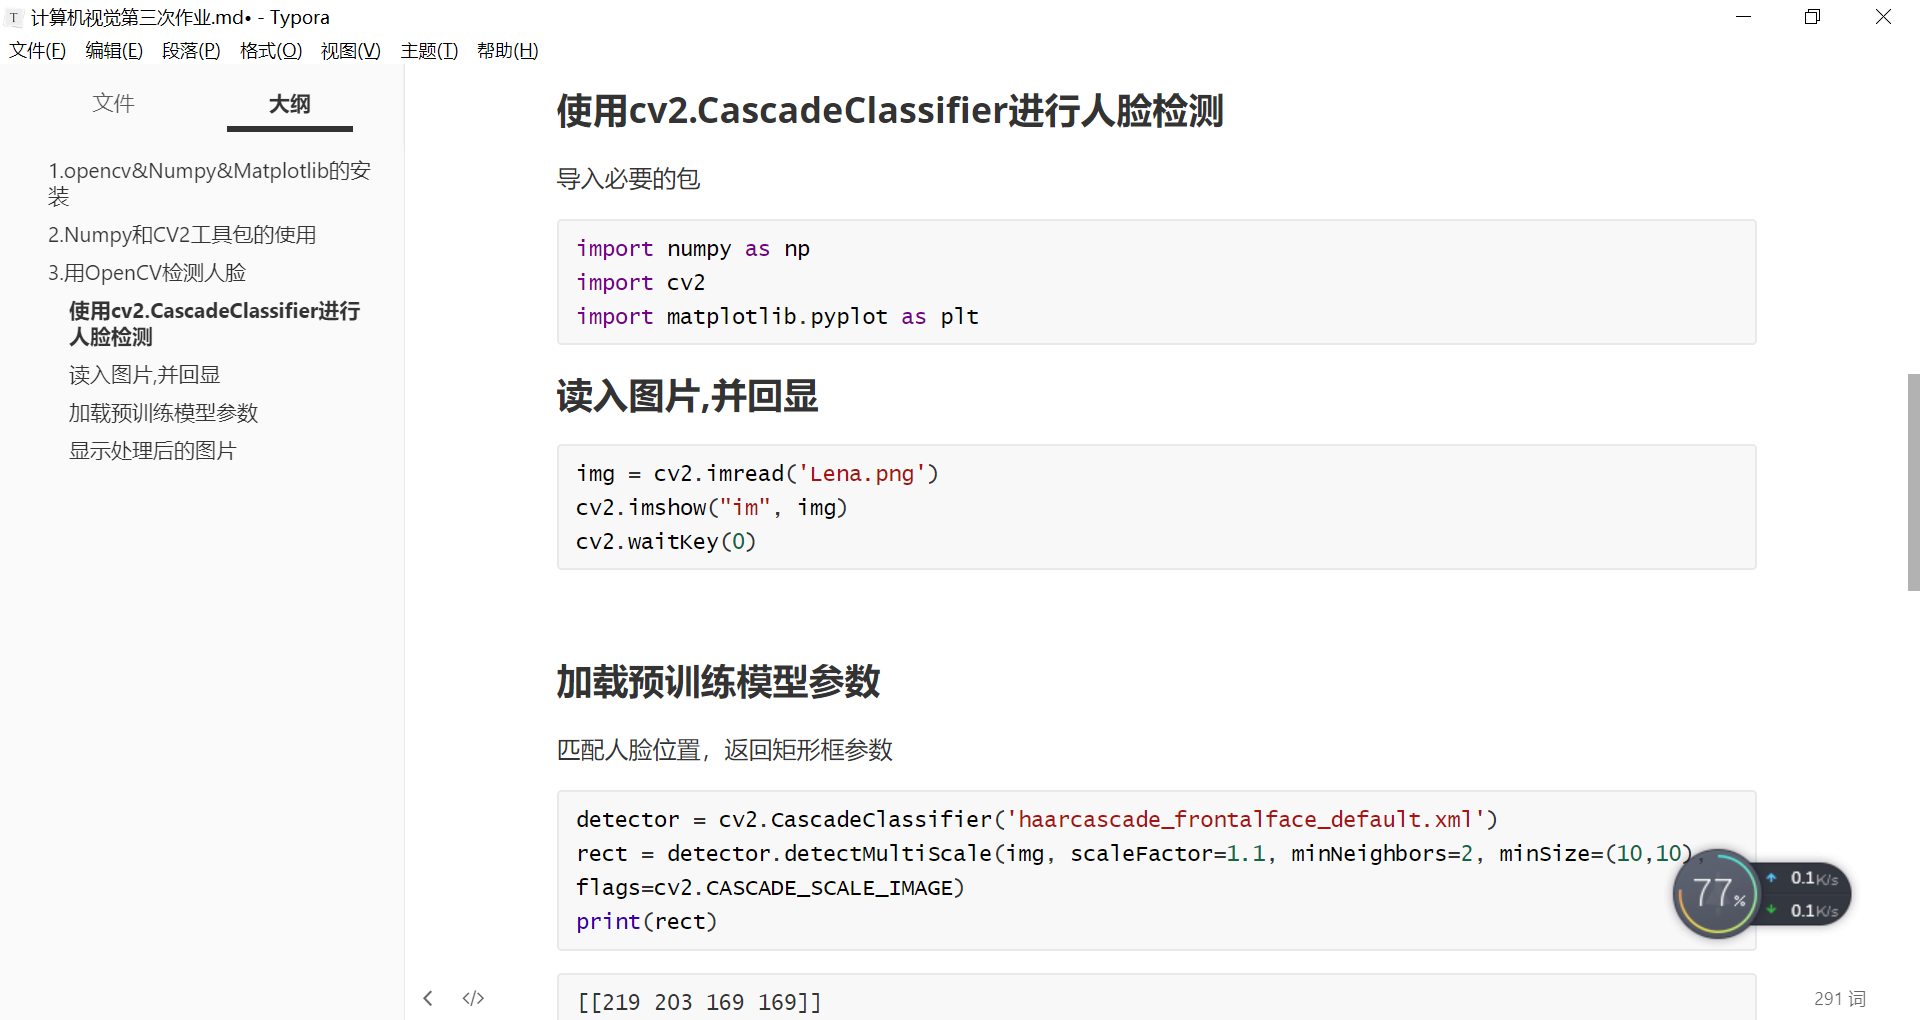 T 计算机视觉第三次作业.md• - Typora
文件(F) 编辑(E) 段落(P) 格式(O) 视图(V) 主题(T) 帮助(H)
文件 大纲
1.opencv&Numpy&Matplotlib的安
装
2.Numpy和CV2工具包的使用
3.用OpenCV检测人脸
使用cv2.CascadeClassifier进行
人脸检测
读入图片,并回显
加载预训练模型参数
显示处理后的图片
使用cv2.CascadeClassifier进行人脸检测
导入必要的包
import numpy as np
import cv2
import matplotlib.pyplot as plt
读入图片,并回显
img = cv2.imread('Lena.png')
cv2.imshow("im", img)
cv2.waitKey(0)
加载预训练模型参数
匹配人脸位置，返回矩形框参数
detector = cv2.CascadeClassifier('haarcascade_frontalface_default.xml')
rect = detector.detectMultiScale(img, scaleFactor=1.1, minNeighbors=2, minSize=(10,10),
flags=cv2.CASCADE_SCALE_IMAGE)
print(rect)
[[219 203 169 169]]
77%
0.1K/s
0.1K/s
</>
291 词